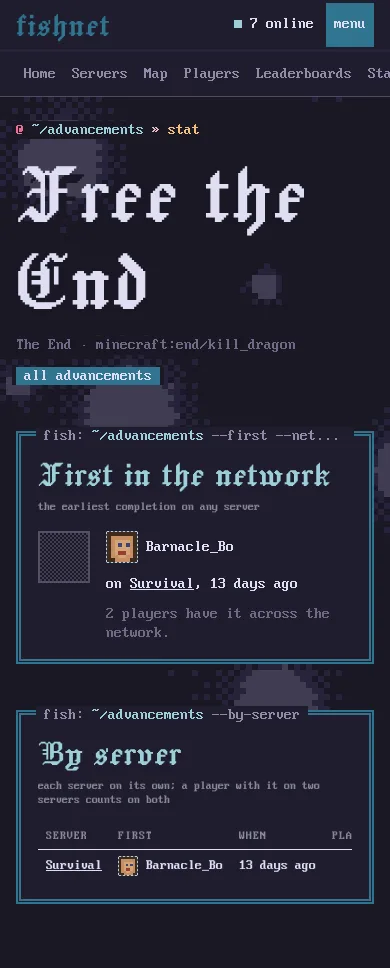 fishnet
7 online
menu
Home Servers Map Players Leaderboards Sta
@ ~/advancements » stat
Free the
End
The End · minecraft:end/kill_dragon
all advancements
fish: ~/advancements --first --net...
First in the network
the earliest completion on any server
Barnacle_Bo
on Survival, 13 days ago
2 players have it across the
network.
fish: ~/advancements --by-server
By server
each server on its own; a player with it on two
servers counts on both
SERVER FIRST WHEN PLA
Survival Barnacle_Bo 13 days ago